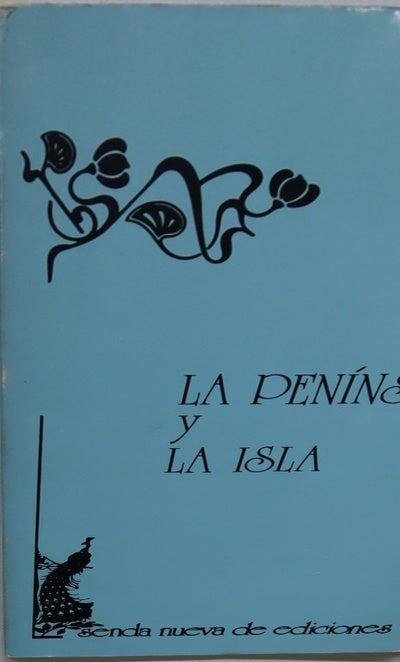 LA PENÍNS
y
LA ISLA
senda nueva de ediciones